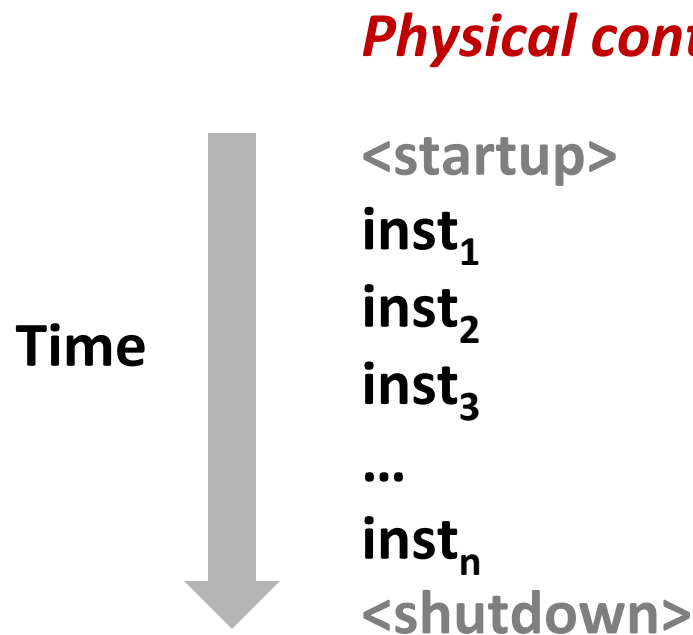 Physical cont
<startup>
inst₁
inst₂
Time
inst₃
...
instₙ
<shutdown>